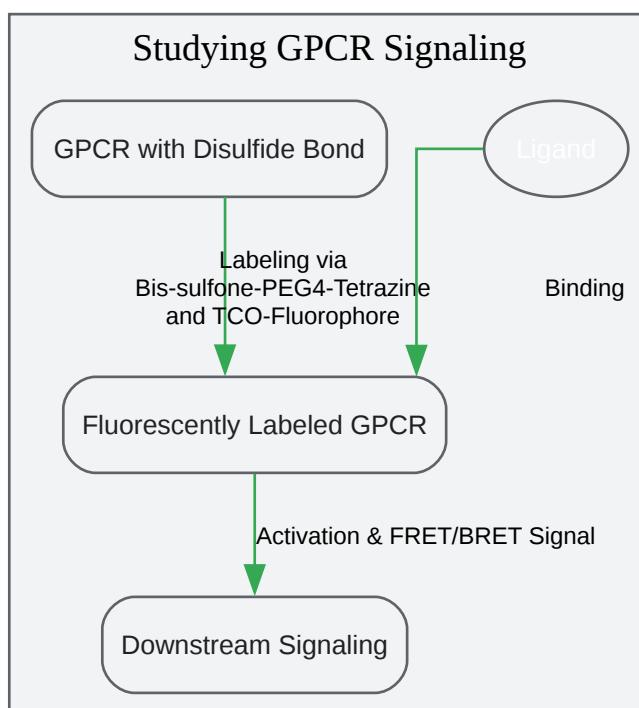 Studying GPCR Signaling
GPCR with Disulfide Bond
Ligand
Labeling via
Bis-sulfone-PEG4-Tetrazine
and TCO-Fluorophore
Binding
Fluorescently Labeled GPCR
Activation & FRET/BRET Signal
Downstream Signaling